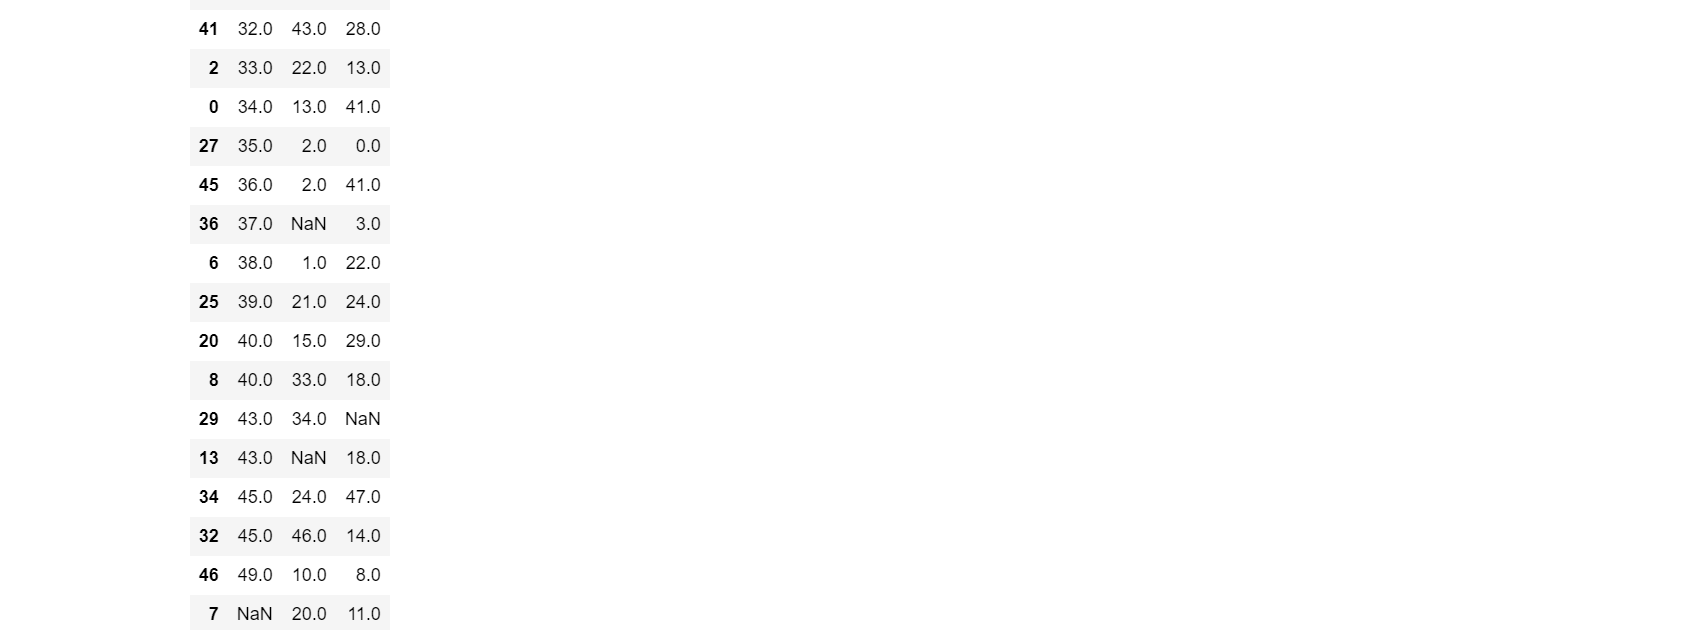 41 32.0 43.0 28.0
2 33.0 22.0 13.0
0 34.0 13.0 41.0
27 35.0 2.0 0.0
45 36.0 2.0 41.0
36 37.0 NaN 3.0
6 38.0 1.0 22.0
25 39.0 21.0 24.0
20 40.0 15.0 29.0
8 40.0 33.0 18.0
29 43.0 34.0 NaN
13 43.0 NaN 18.0
34 45.0 24.0 47.0
32 45.0 46.0 14.0
46 49.0 10.0 8.0
7 NaN 20.0 11.0